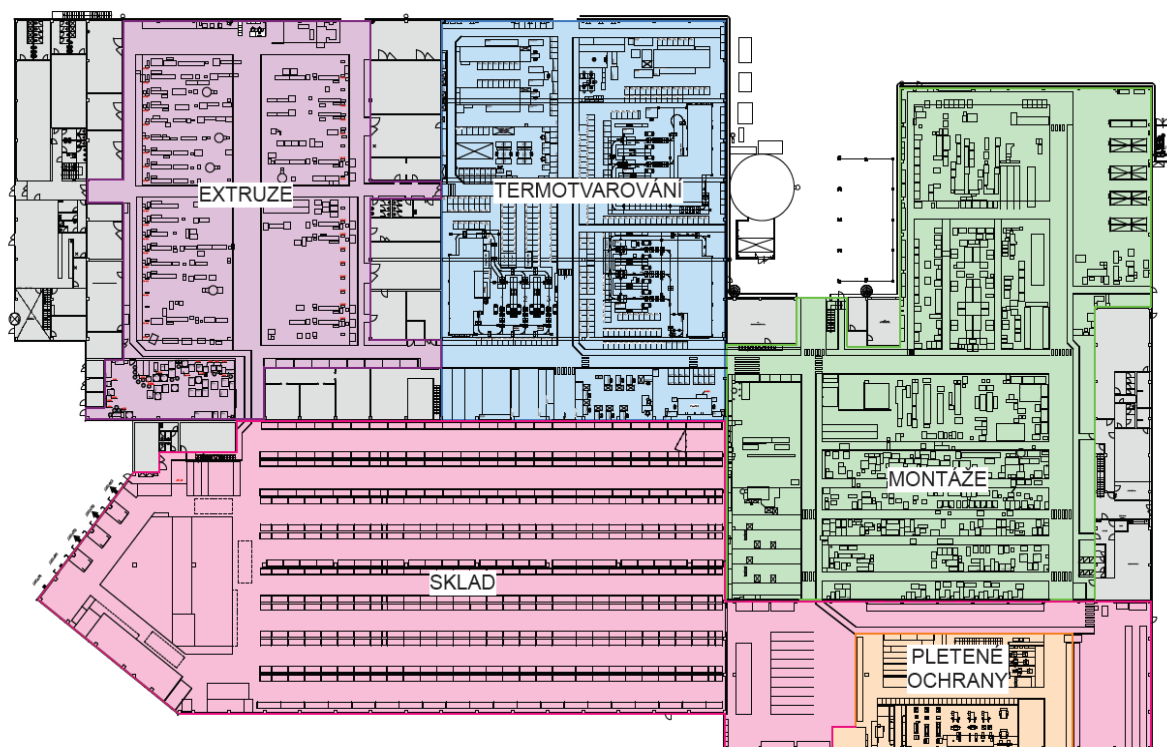 EXTRUZE
TERMOTVAROVÁNÍ
MONTÁŽE
SKLAD
PLETENÉ
OCHRANY